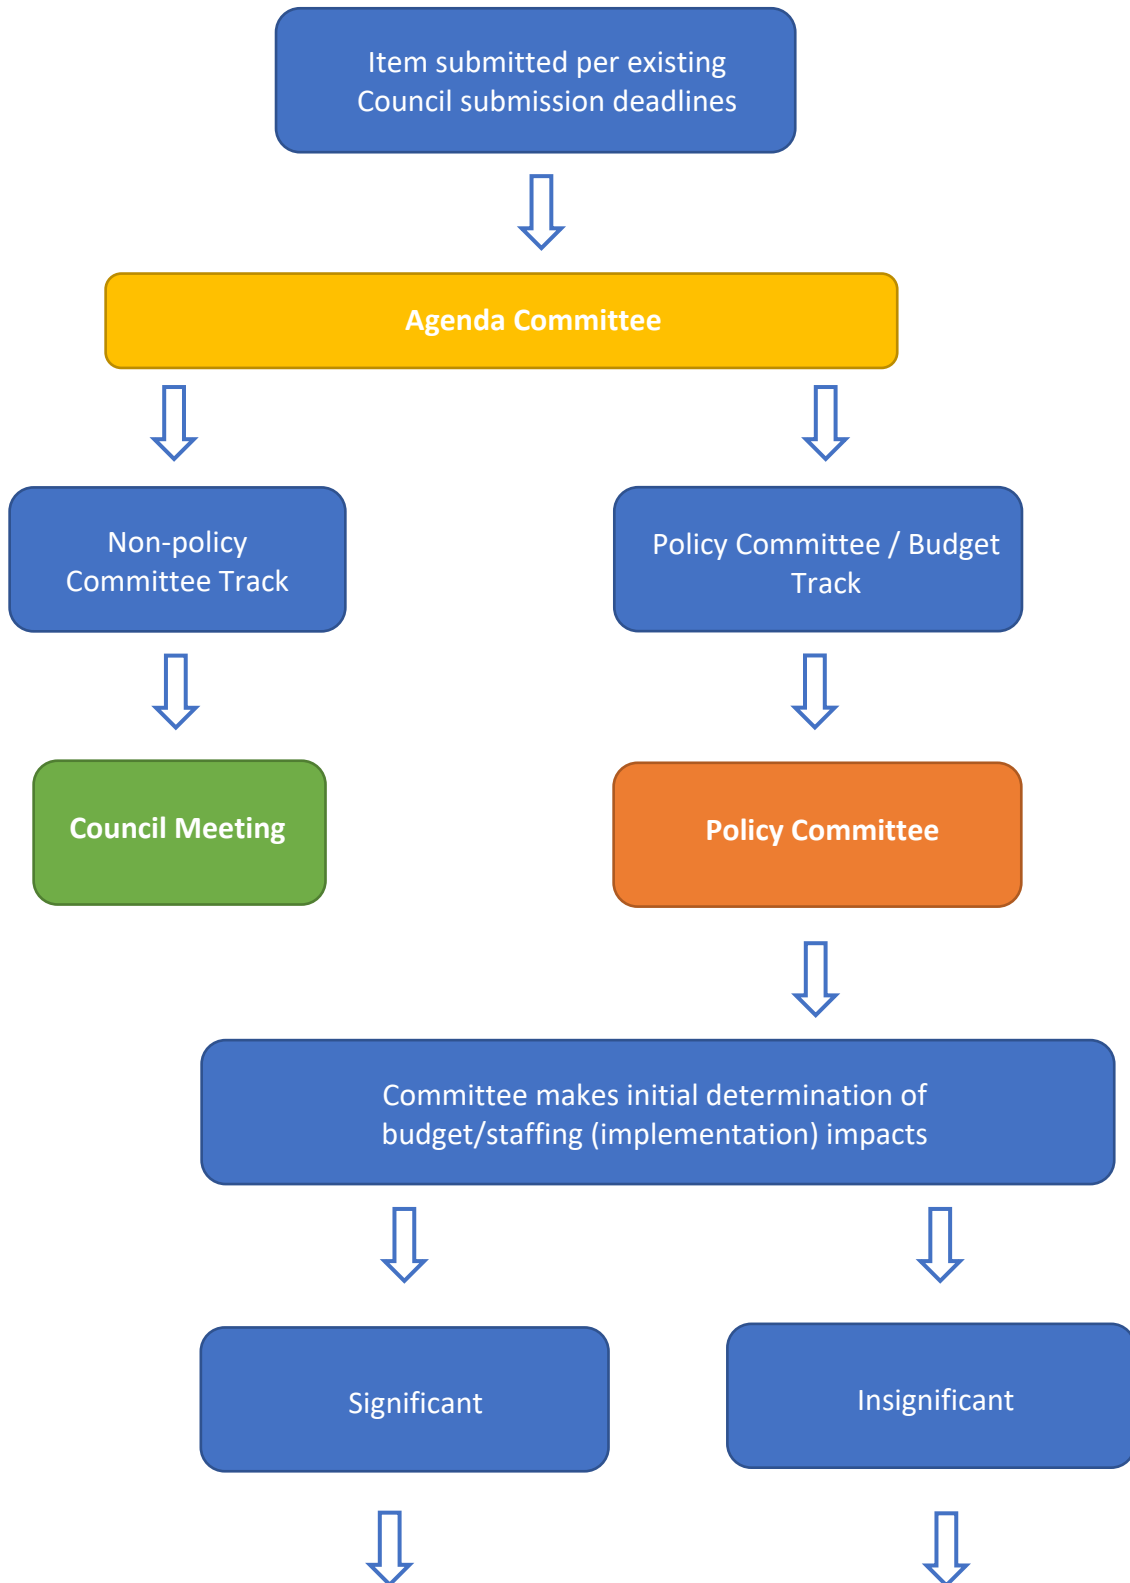 Item submitted per existing
Council submission deadlines
Agenda Committee
Non-policy
Committee Track
Policy Committee / Budget
Track
Council Meeting
Policy Committee
Committee makes initial determination of
budget/staffing (implementation) impacts
Significant
Insignificant